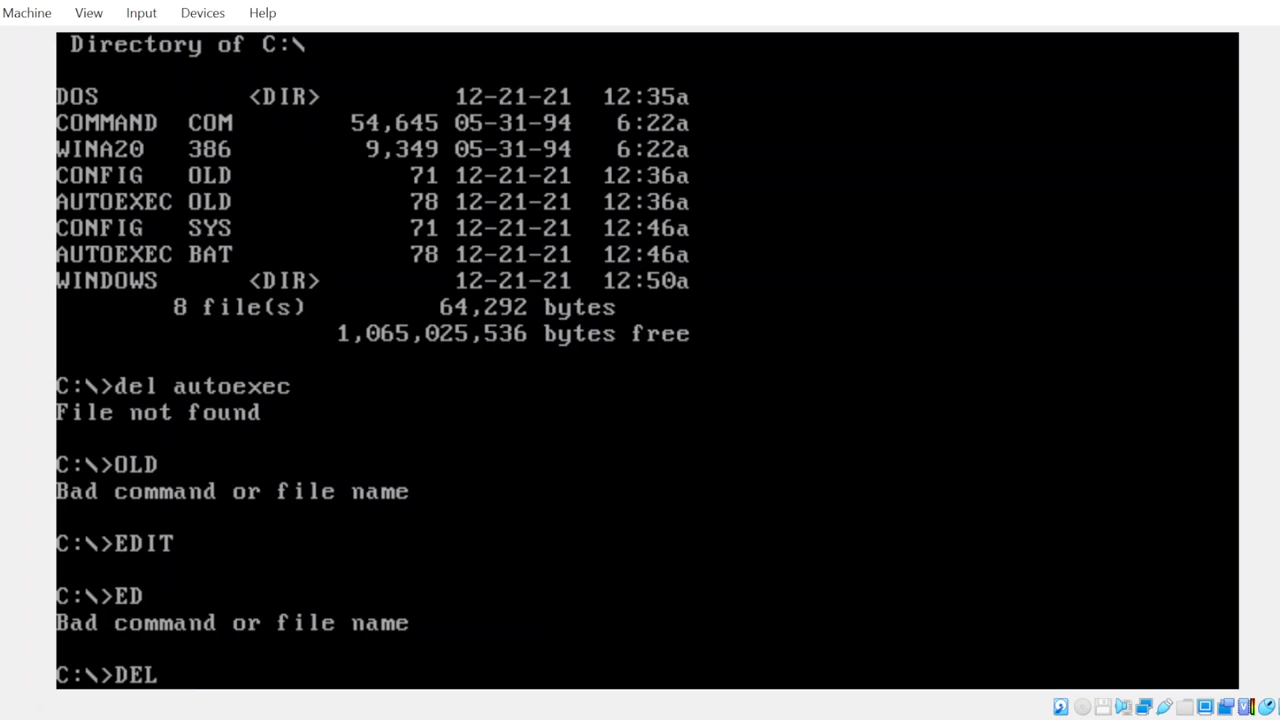 Machine View Input Devices Help
Directory of C:\
DOS <DIR> 12-21-21 12:35a
COMMAND COM 54,645 05-31-94 6:22a
WINA20 386 9,349 05-31-94 6:22a
CONFIG OLD 71 12-21-21 12:36a
AUTOEXEC OLD 78 12-21-21 12:36a
CONFIG SYS 71 12-21-21 12:46a
AUTOEXEC BAT 78 12-21-21 12:46a
WINDOWS <DIR> 12-21-21 12:50a
8 file(s) 64,292 bytes
1,065,025,536 bytes free
C:\>del autoexec
File not found
C:\>OLD
Bad command or file name
C:\>EDIT
C:\>ED
Bad command or file name
C:\>DEL